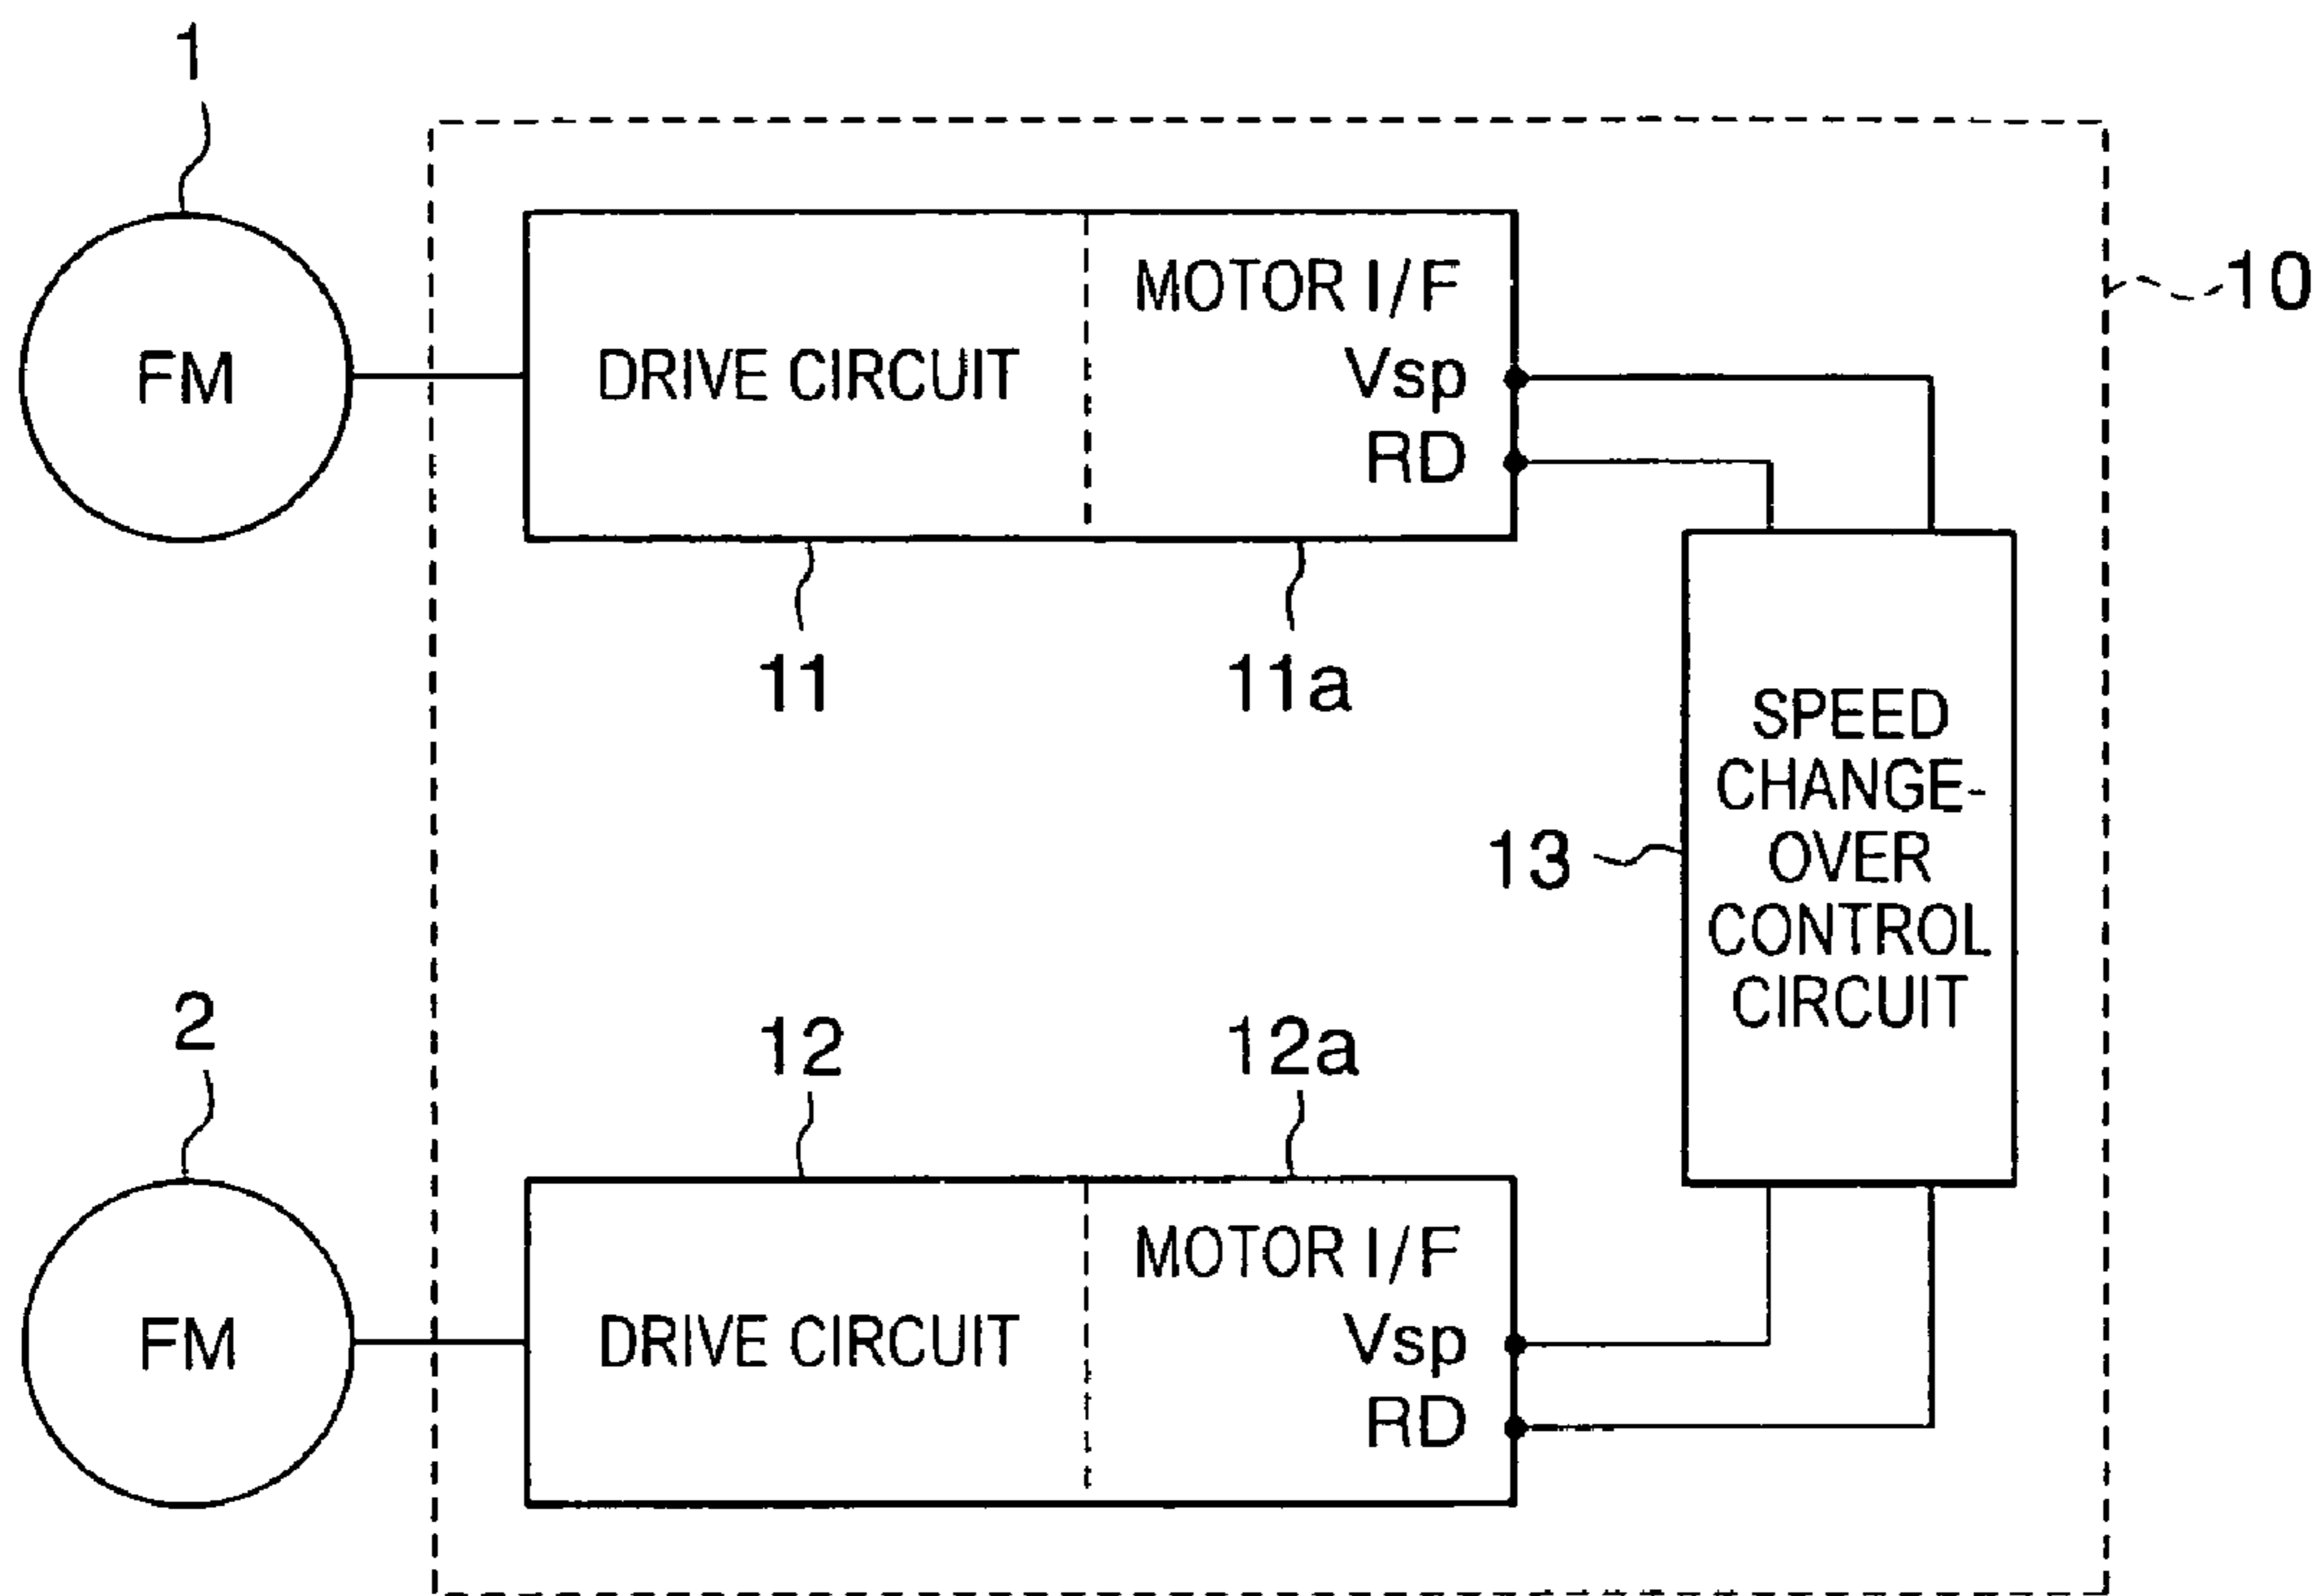 1
10
FM
DRIVE CIRCUIT
MOTOR I/F
Vsp
RD
11
11a
13
SPEED
CHANGE-
OVER
CONTROL
CIRCUIT
2
12
12a
FM
DRIVE CIRCUIT
MOTOR I/F
Vsp
RD